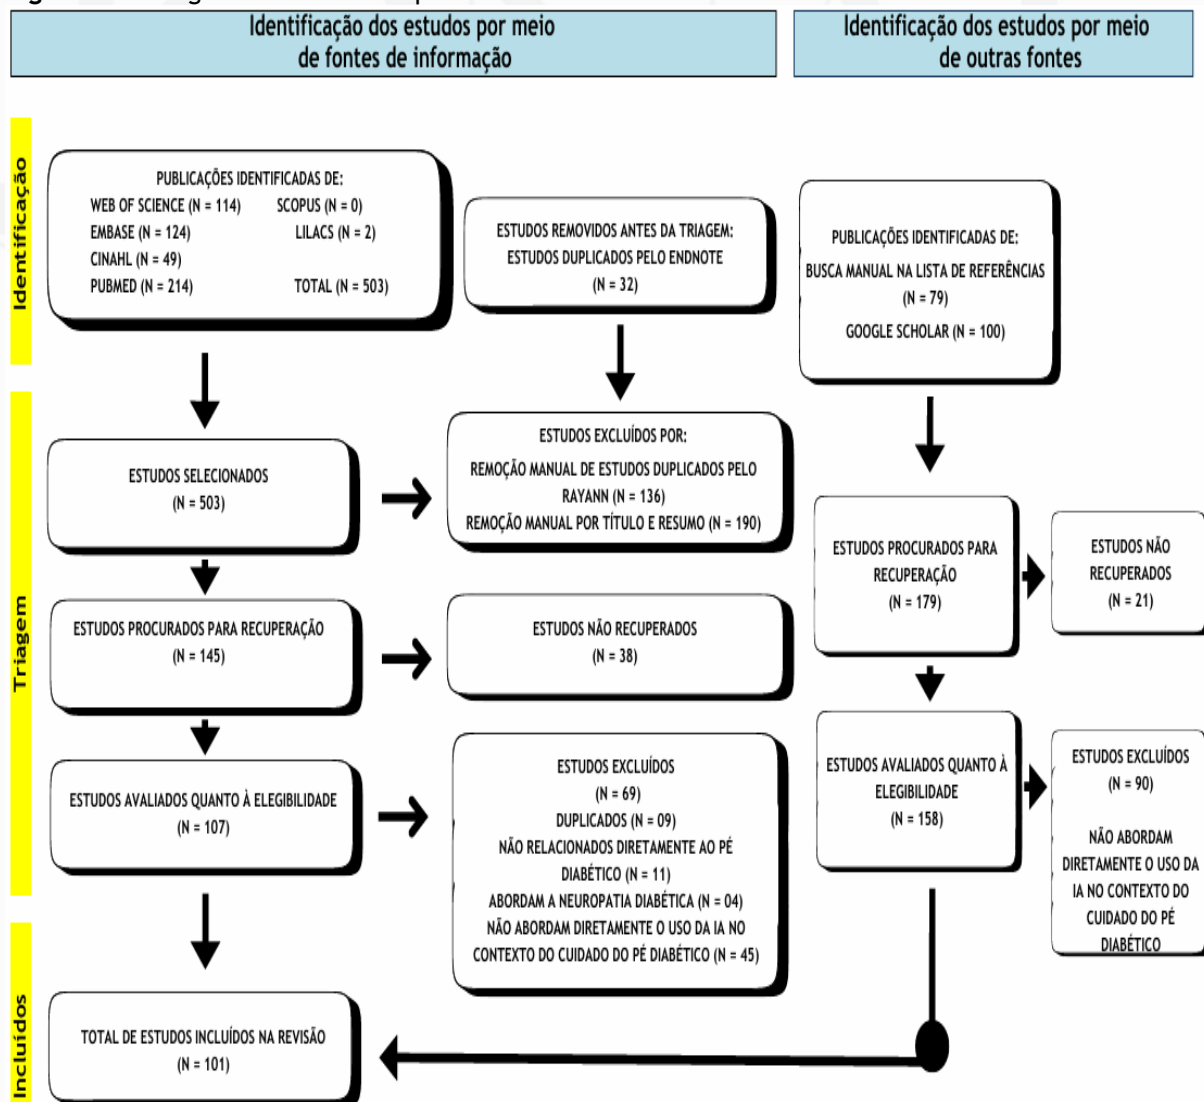 Identificação dos estudos por meio
de fontes de informação
Identificação dos estudos por meio
de outras fontes
Identificação
PUBLICAÇÕES IDENTIFICADAS DE:
WEB OF SCIENCE (N = 114) SCOPUS (N = 0)
EMBASE (N = 124) LILACS (N = 2)
CINAHL (N = 49)
PUBMED (N = 214) TOTAL (N = 503)
ESTUDOS REMOVIDOS ANTES DA TRIAGEM:
ESTUDOS DUPLICADOS PELO ENDNOTE
(N = 32)
PUBLICAÇÕES IDENTIFICADAS DE:
BUSCA MANUAL NA LISTA DE REFERÊNCIAS
(N = 79)
GOOGLE SCHOLAR (N = 100)
Triagem
ESTUDOS SELECIONADOS
(N = 503)
ESTUDOS EXCLUÍDOS POR:
REMOÇÃO MANUAL DE ESTUDOS DUPLICADOS PELO
RAYANN (N = 136)
REMOÇÃO MANUAL POR TÍTULO E RESUMO (N = 190)
ESTUDOS PROCURADOS PARA
RECUPERAÇÃO
(N = 179)
ESTUDOS NÃO
RECUPERADOS
(N = 21)
ESTUDOS PROCURADOS PARA RECUPERAÇÃO
(N = 145)
ESTUDOS NÃO RECUPERADOS
(N = 38)
ESTUDOS AVALIADOS QUANTO À ELEGIBILIDADE
(N = 107)
ESTUDOS EXCLUÍDOS
(N = 69)
DUPLICADOS (N = 09)
NÃO RELACIONADOS DIRETAMENTE AO PÉ
DIABÉTICO (N = 11)
ABORDAM A NEUROPATIA DIABÉTICA (N = 04)
NÃO ABORDAM DIRETAMENTE O USO DA IA NO
CONTEXTO DO CUIDADO DO PÉ DIABÉTICO (N = 45)
ESTUDOS AVALIADOS QUANTO À
ELEGIBILIDADE
(N = 158)
ESTUDOS EXCLUÍDOS
(N = 90)
NÃO ABORDAM
DIRETAMENTE O USO DA
IA NO CONTEXTO DO
CUIDADO DO PÉ
DIABÉTICO
Incluídos
TOTAL DE ESTUDOS INCLUÍDOS NA REVISÃO
(N = 101)